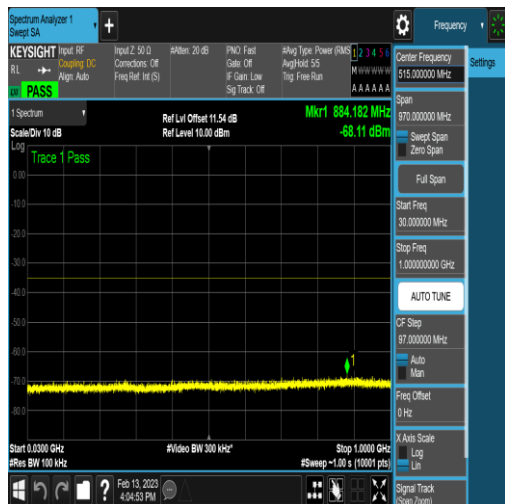 Spectrum Analyzer 1
Swept SA
Frequency
KEYSIGHT
RL
PASS
Input: RF
Coupling: DC
Align: Auto
Input Z: 50 Ω
Corrections: Off
Freq Ref: Int (S)
#Atten: 20 dB
PNO: Fast
Gate: Off
IF Gain: Low
Sig Track: Off
#Avg Type: Power (RMS
Avg|Hold: 5/5
Trig: Free Run
1 2 3 4 5 6
M W W W W W
A A A A A A
1 Spectrum
Scale/Div 10 dB
Ref Lvl Offset 11.54 dB
Ref Level 10.00 dBm
Mkr1 884.182 MHz
-68.11 dBm
Log
Trace 1 Pass
0.00
-10.0
-20.0
-30.0
-40.0
-50.0
-60.0
-70.0
-80.0
1
Start 0.0300 GHz
#Res BW 100 kHz
#Video BW 300 kHz*
Stop 1.0000 GHz
#Sweep ~1.00 s (10001 pts)
Feb 13, 2023
4:04:53 PM
Center Frequency
515.000000 MHz
Settings
Span
970.000000 MHz
Swept Span
Zero Span
Full Span
Start Freq
30.000000 MHz
Stop Freq
1.000000000 GHz
AUTO TUNE
CF Step
97.000000 MHz
Auto
Man
Freq Offset
0 Hz
X Axis Scale
Log
Lin
Signal Track
(Span Zoom)